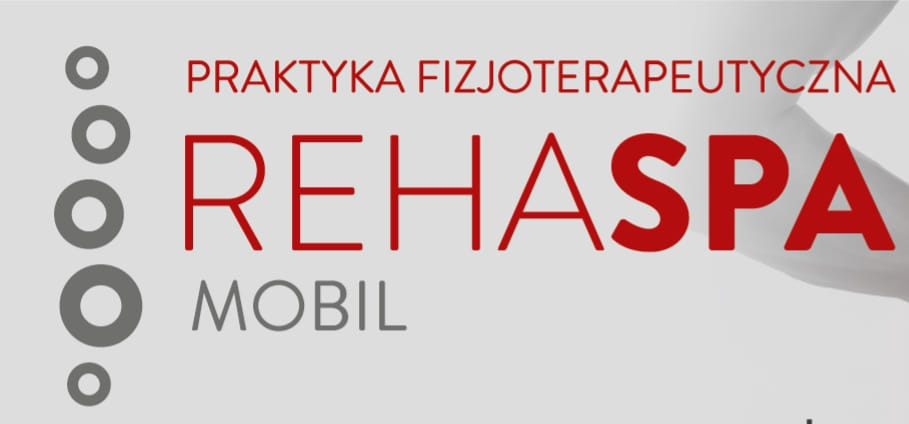 PRAKTYKA FIZJOTERAPEUTYCZNA
REHASPA
MOBIL